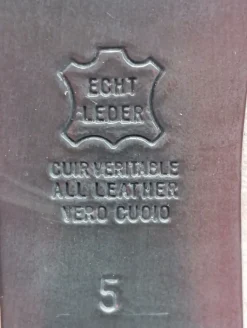 ECHT
LEDER
CUIR VERITABLE
ALL LEATHER
VERO CUOIO
5